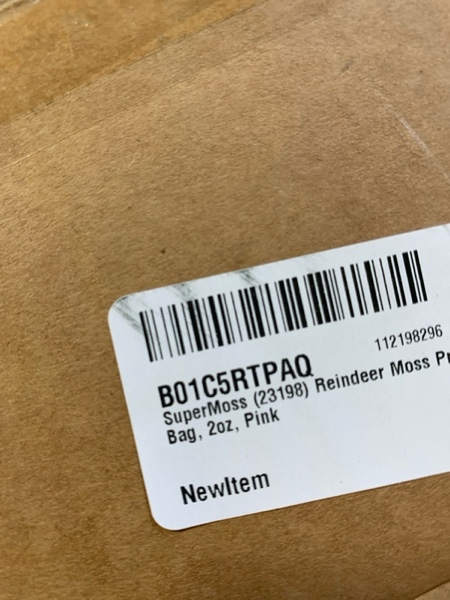 B01C5RTPAQ 112198296
SuperMoss (23198) Reindeer Moss Pr
Bag, 2oz, Pink
NewItem